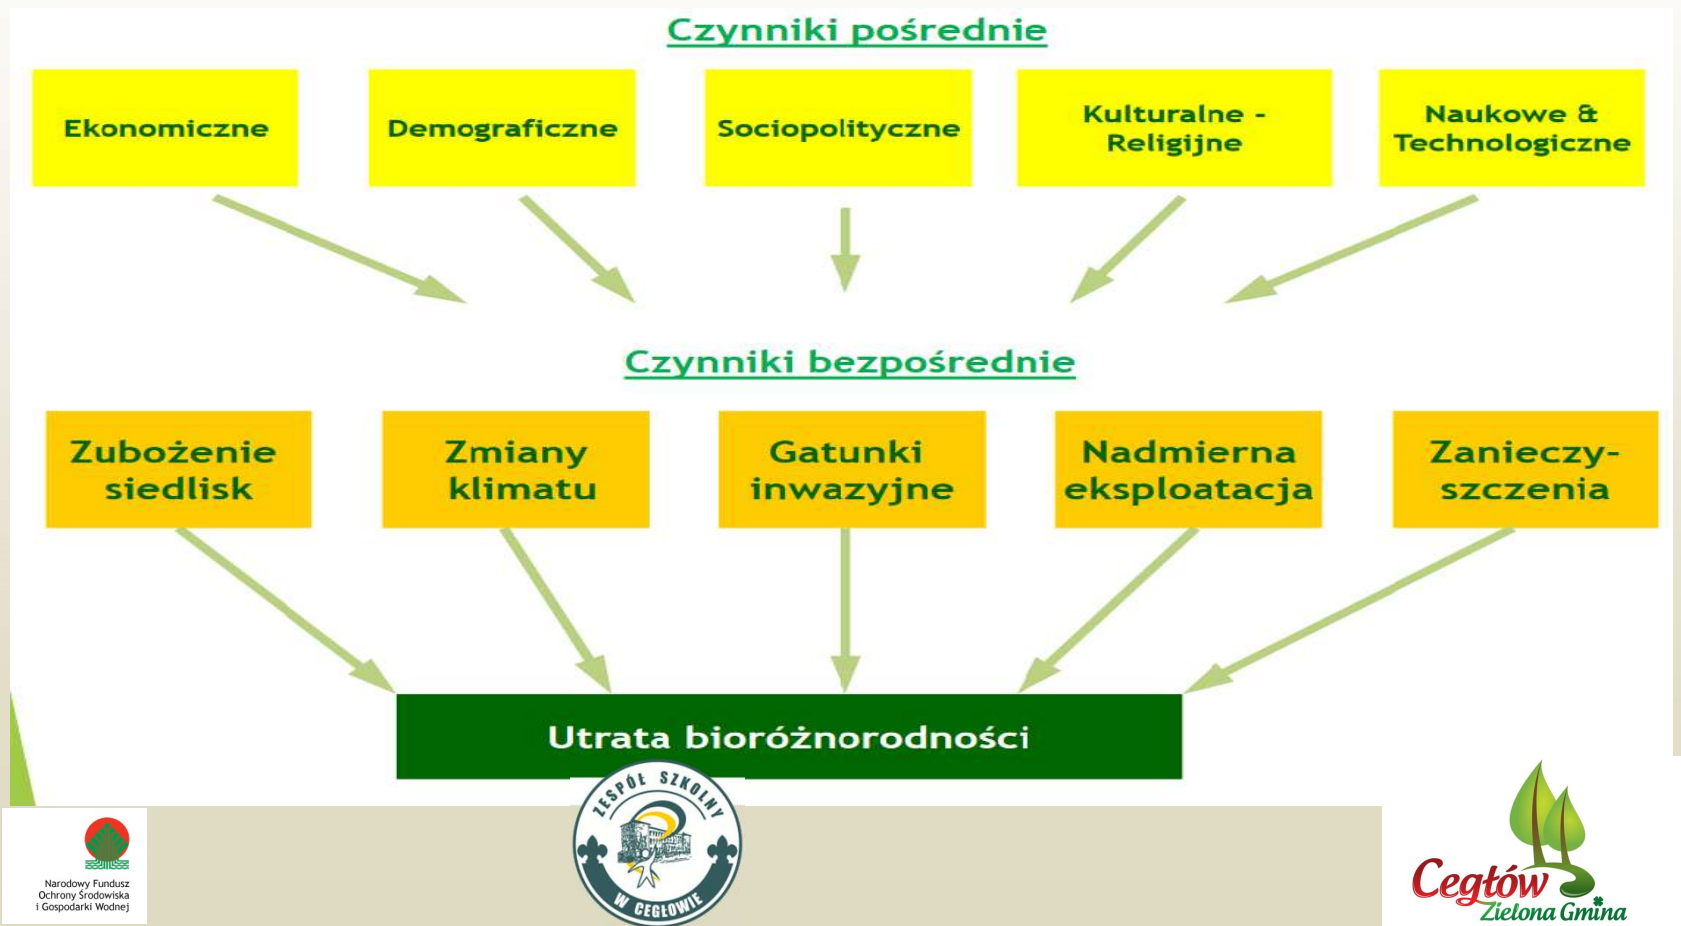 Czynniki pośrednie
Ekonomiczne
Demograficzne
Sociopolityczne
Kulturalne -
Religijne
Naukowe &
Technologiczne
Czynniki bezpośrednie
Zubożenie
siedlisk
Zmiany
klimatu
Gatunki
inwazyjne
Nadmierna
eksploatacja
Zanieczy-
szczenia
Utrata bioróżnorodności
Narodowy Fundusz
Ochrony Środowiska
i Gospodarki Wodnej
ZESPÓŁ SZKOLNY
W CEGŁOWIE
Cegłów
Zielona Gmina